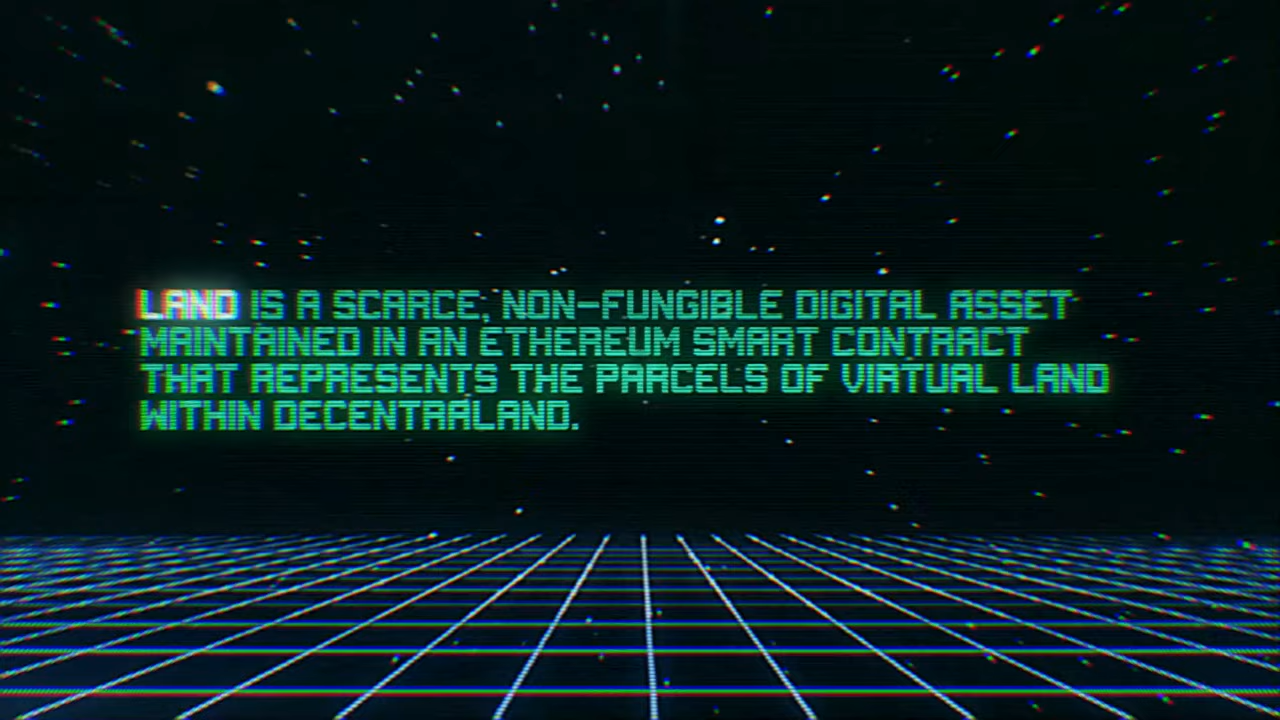 LAND IS A SCARCE, NON-FUNGIBLE DIGITAL ASSET
MAINTAINED IN AN ETHEREUM SMART CONTRACT
THAT REPRESENTS THE PARCELS OF VIRTUAL LAND
WITHIN DECENTRALAND.